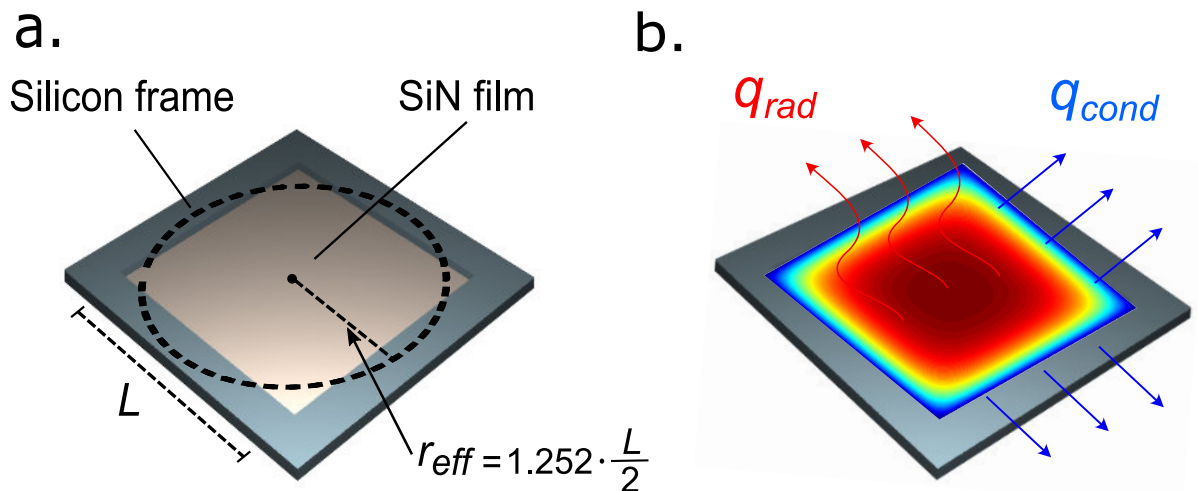 a.
Silicon frame
SiN film
L
r_eff = 1.252 · L/2
b.
q_rad
q_cond